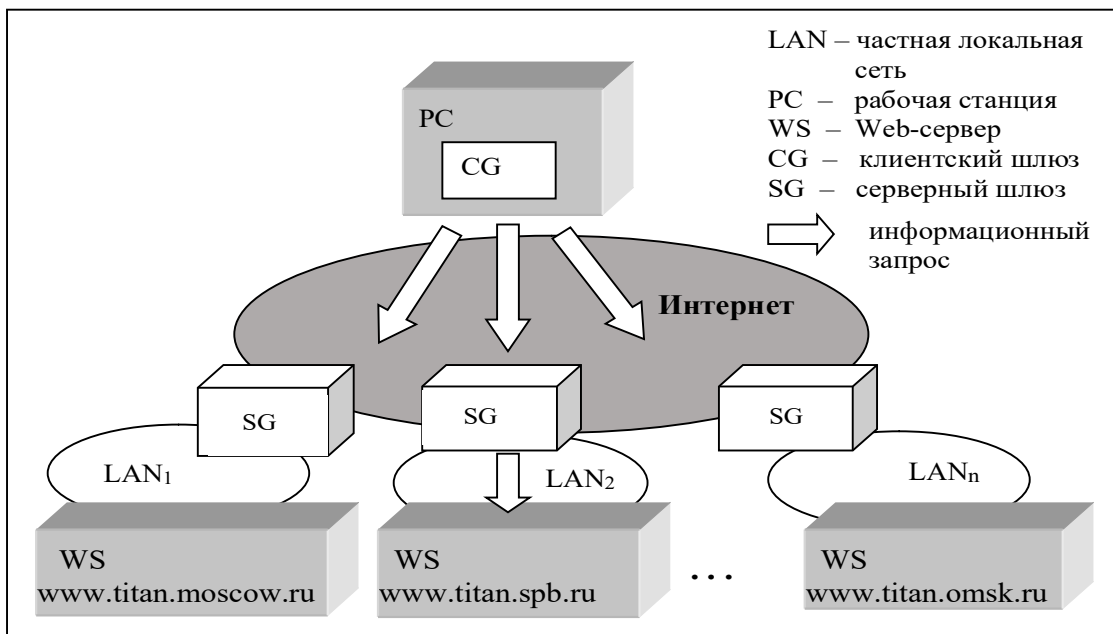 LAN – частная локальная
сеть
PC – рабочая станция
WS – Web-сервер
CG – клиентский шлюз
SG – серверный шлюз
информационный
запрос
PC
CG
Интернет
SG
SG
SG
LAN₁
LAN₂
LANn
WS
www.titan.moscow.ru
WS
www.titan.spb.ru
...
WS
www.titan.omsk.ru